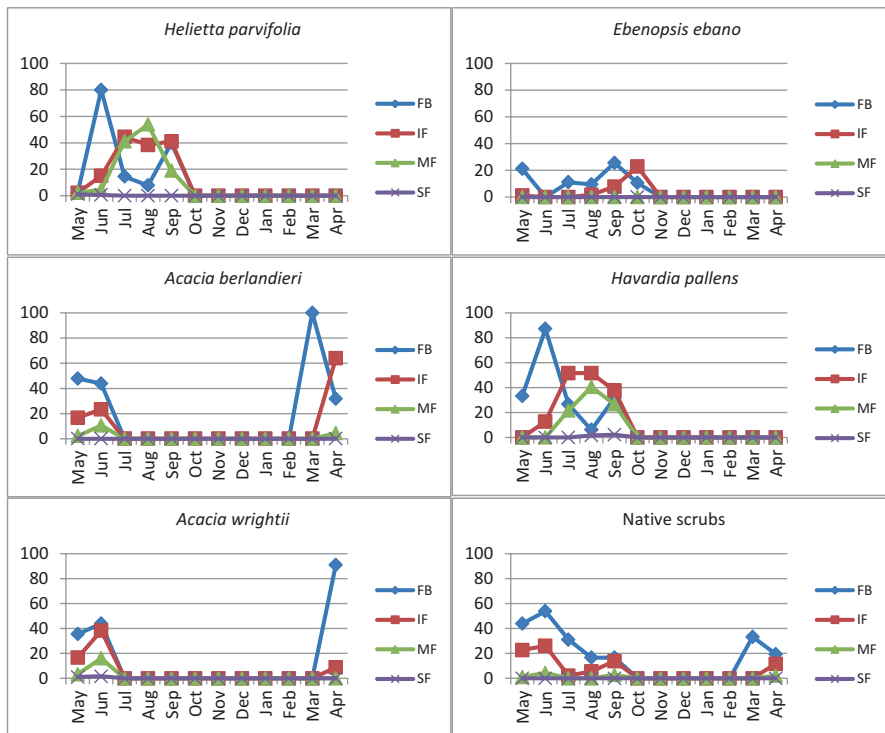 Helietta parvifolia
100
80
60
40
20
0
May Jun Jul Aug Sep Oct Nov Dec Jan Feb Mar Apr
FB
IF
MF
SF
Ebenopsis ebano
100
80
60
40
20
0
May Jun Jul Aug Sep Oct Nov Dec Jan Feb Mar Apr
FB
IF
MF
SF
Acacia berlandieri
100
80
60
40
20
0
May Jun Jul Aug Sep Oct Nov Dec Jan Feb Mar Apr
FB
IF
MF
SF
Havardia pallens
100
80
60
40
20
0
May Jun Jul Aug Sep Oct Nov Dec Jan Feb Mar Apr
FB
IF
MF
SF
Acacia wrightii
100
80
60
40
20
0
May Jun Jul Aug Sep Oct Nov Dec Jan Feb Mar Apr
FB
IF
MF
SF
Native scrubs
100
80
60
40
20
0
May Jun Jul Aug Sep Oct Nov Dec Jan Feb Mar Apr
FB
IF
MF
SF